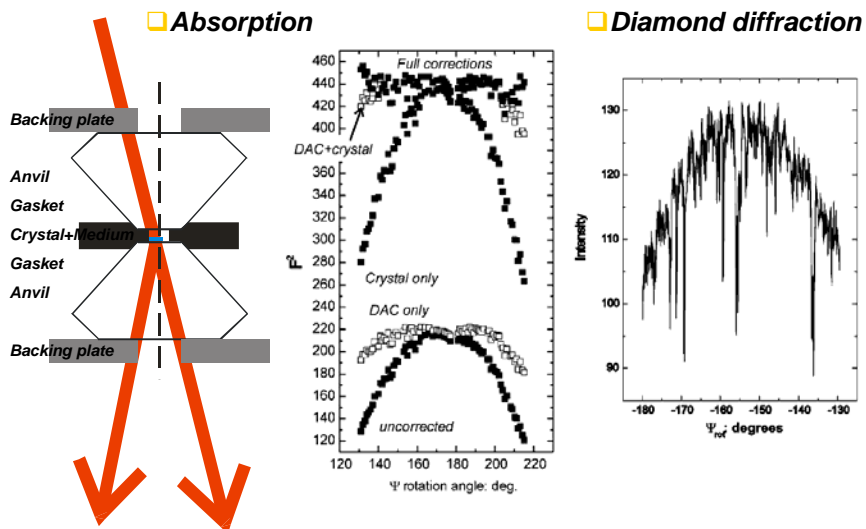 Absorption
Diamond diffraction
Backing plate
Anvil
Gasket
Crystal+Medium
Gasket
Anvil
Backing plate
Full corrections
DAC+crystal
Crystal only
DAC only
uncorrected
F²
460
440
420
400
380
360
340
320
300
280
260
240
220
200
180
160
140
120
120 140 160 180 200 220
Ψ rotation angle: deg.
Intensity
130
120
110
100
90
-180 -170 -160 -150 -140 -130
Ψrot: degrees